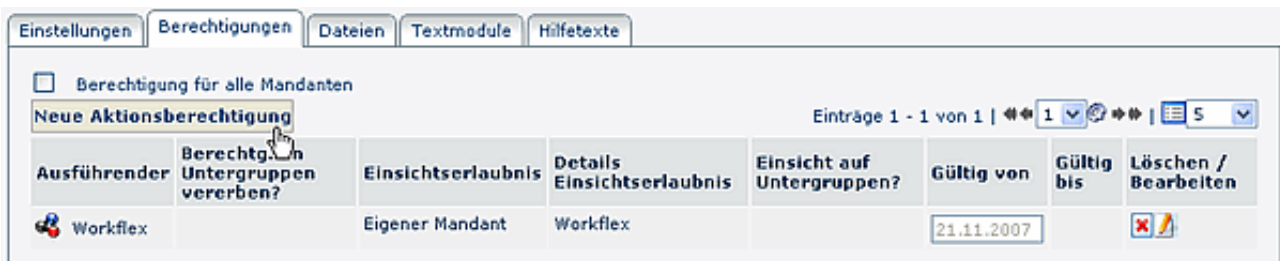 Einstellungen Berechtigungen Dateien Textmodule Hilfetexte
Berechtigung für alle Mandanten
Neue Aktionsberechtigung Einträge 1 - 1 von 1 | 1 | 5
Ausführender Berechtg. Untergruppen vererben? Einsichtserlaubnis Details Einsichtserlaubnis Einsicht auf Untergruppen? Gültig von Gültig bis Löschen / Bearbeiten
Workflex Eigener Mandant Workflex 21.11.2007